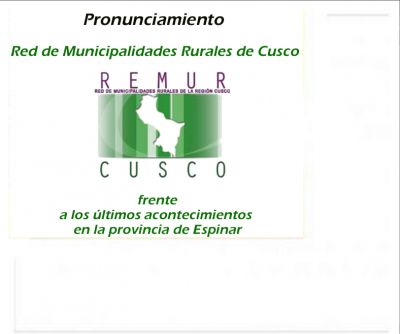 Pronunciamiento
Red de Municipalidades Rurales de Cusco
REMUR
RED DE MUNICIPALIDADES RURALES DE LA REGIÓN CUSCO
CUSCO
frente
a los últimos acontecimientos
en la provincia de Espinar